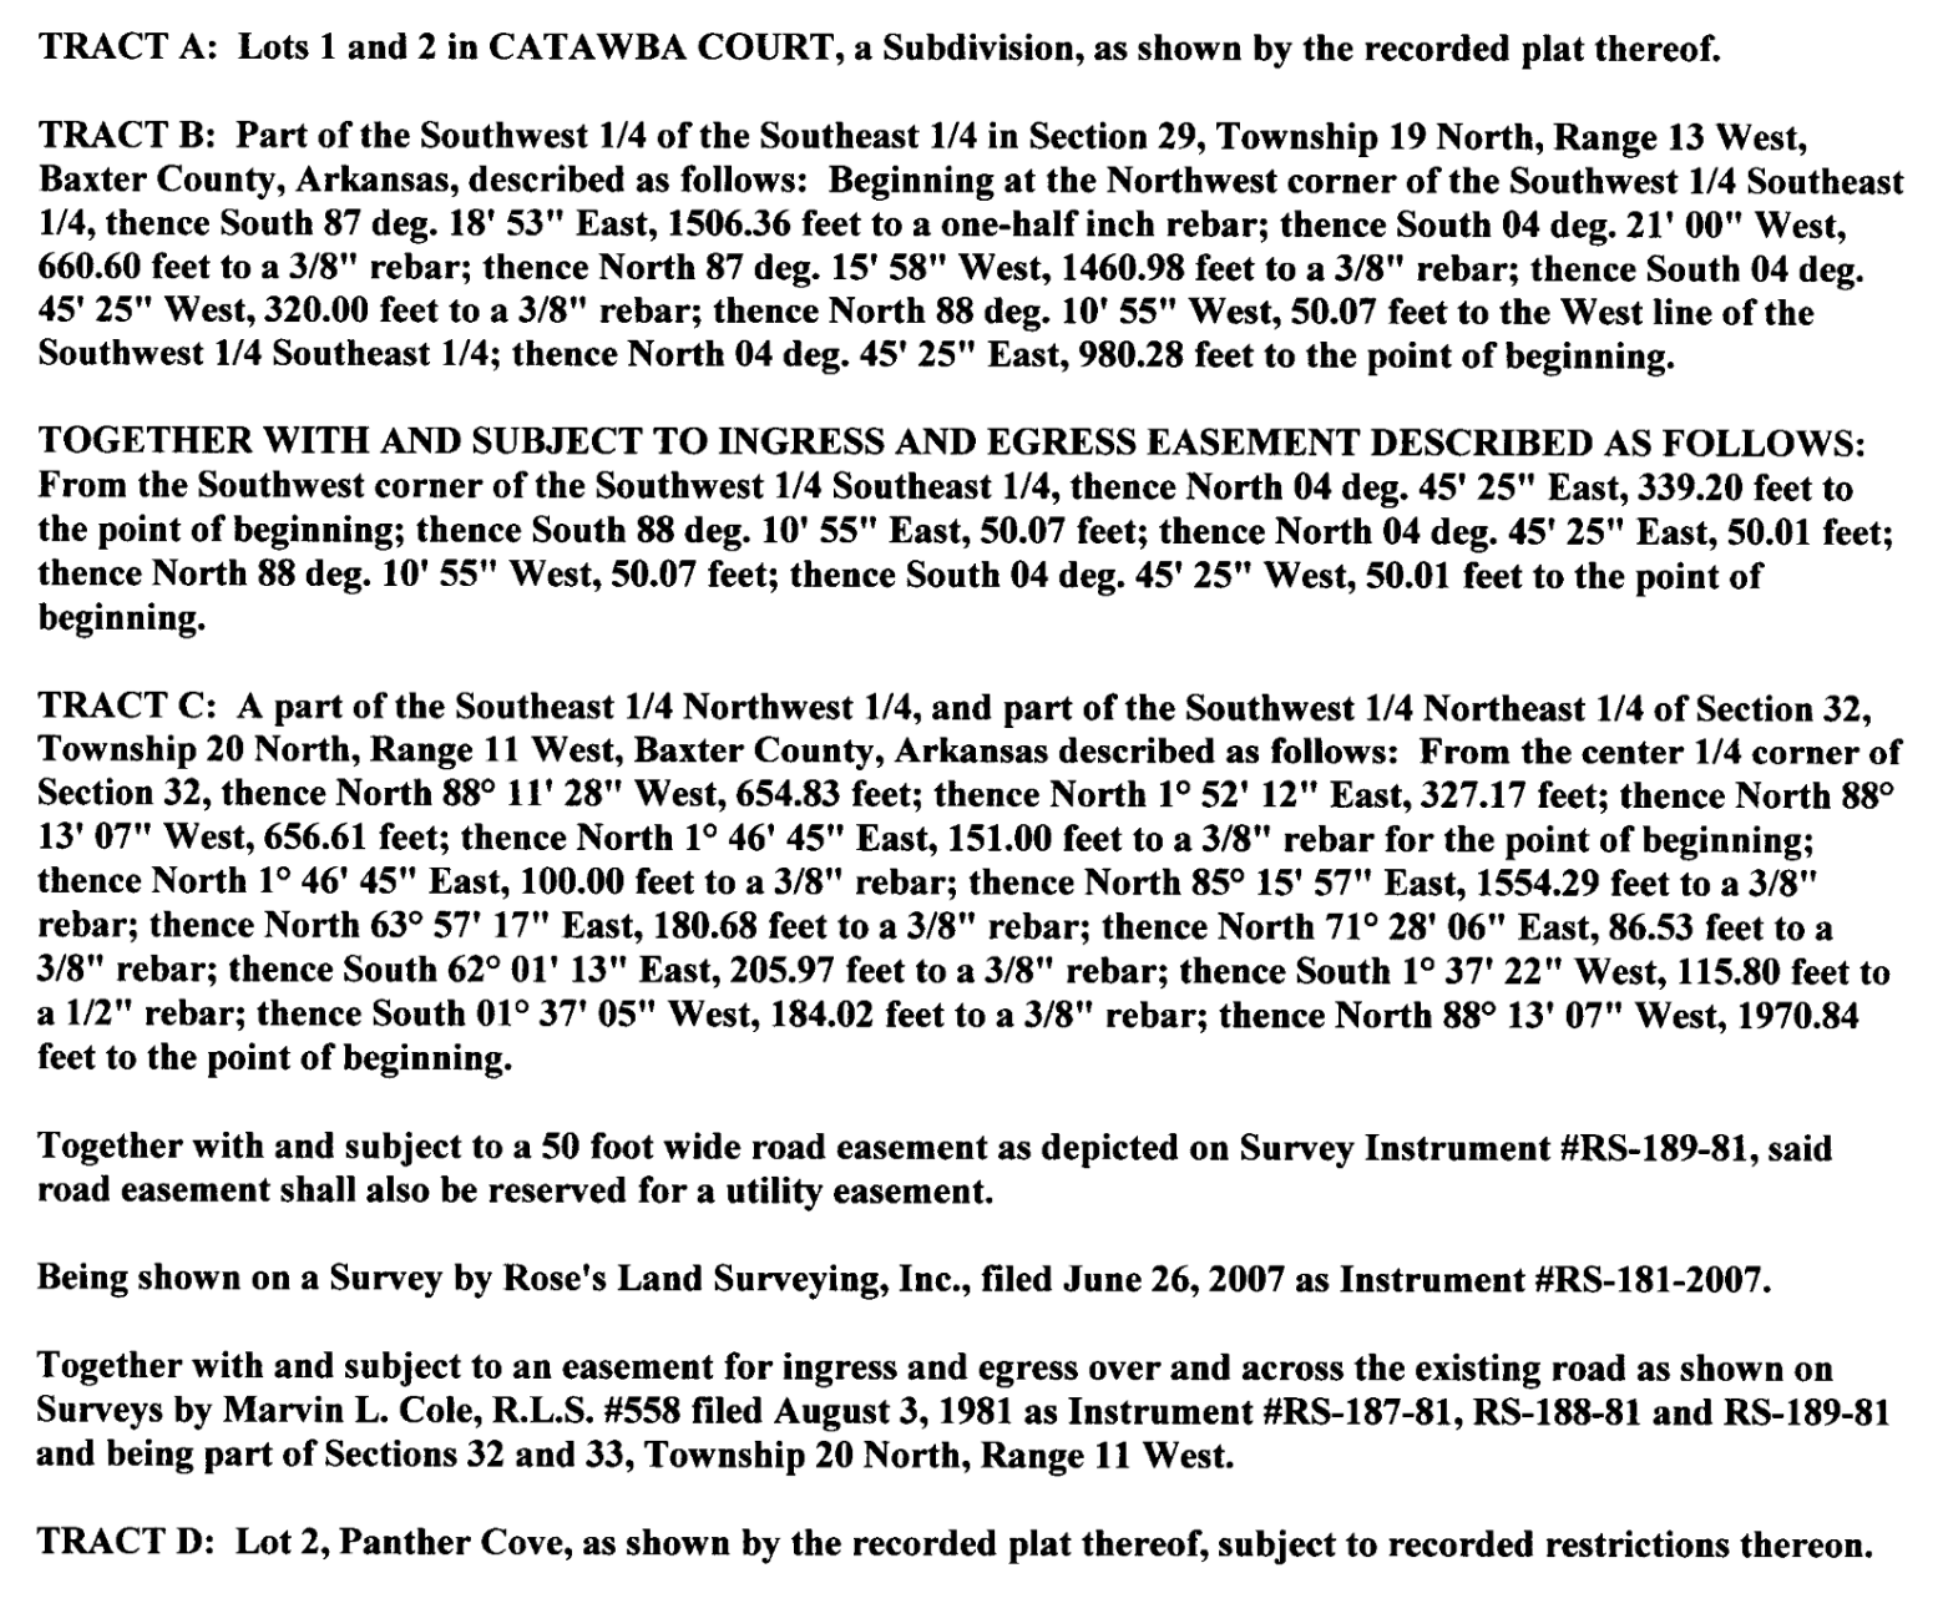 TRACT A: Lots 1 and 2 in CATAWBA COURT, a Subdivision, as shown by the recorded plat thereof.
TRACT B: Part of the Southwest 1/4 of the Southeast 1/4 in Section 29, Township 19 North, Range 13 West,
Baxter County, Arkansas, described as follows: Beginning at the Northwest corner of the Southwest 1/4 Southeast
1/4, thence South 87 deg. 18' 53" East, 1506.36 feet to a one-half inch rebar; thence South 04 deg. 21' 00" West,
660.60 feet to a 3/8" rebar; thence North 87 deg. 15' 58" West, 1460.98 feet to a 3/8" rebar; thence South 04 deg.
45' 25" West, 320.00 feet to a 3/8" rebar; thence North 88 deg. 10' 55" West, 50.07 feet to the West line of the
Southwest 1/4 Southeast 1/4; thence North 04 deg. 45' 25" East, 980.28 feet to the point of beginning.
TOGETHER WITH AND SUBJECT TO INGRESS AND EGRESS EASEMENT DESCRIBED AS FOLLOWS:
From the Southwest corner of the Southwest 1/4 Southeast 1/4, thence North 04 deg. 45' 25" East, 339.20 feet to
the point of beginning; thence South 88 deg. 10' 55" East, 50.07 feet; thence North 04 deg. 45' 25" East, 50.01 feet;
thence North 88 deg. 10' 55" West, 50.07 feet; thence South 04 deg. 45' 25" West, 50.01 feet to the point of
beginning.
TRACT C: A part of the Southeast 1/4 Northwest 1/4, and part of the Southwest 1/4 Northeast 1/4 of Section 32,
Township 20 North, Range 11 West, Baxter County, Arkansas described as follows: From the center 1/4 corner of
Section 32, thence North 88° 11' 28" West, 654.83 feet; thence North 1° 52' 12" East, 327.17 feet; thence North 88°
13' 07" West, 656.61 feet; thence North 1° 46' 45" East, 151.00 feet to a 3/8" rebar for the point of beginning;
thence North 1° 46' 45" East, 100.00 feet to a 3/8" rebar; thence North 85° 15' 57" East, 1554.29 feet to a 3/8"
rebar; thence North 63° 57' 17" East, 180.68 feet to a 3/8" rebar; thence North 71° 28' 06" East, 86.53 feet to a
3/8" rebar; thence South 62° 01' 13" East, 205.97 feet to a 3/8" rebar; thence South 1° 37' 22" West, 115.80 feet to
a 1/2" rebar; thence South 01° 37' 05" West, 184.02 feet to a 3/8" rebar; thence North 88° 13' 07" West, 1970.84
feet to the point of beginning.
Together with and subject to a 50 foot wide road easement as depicted on Survey Instrument #RS-189-81, said
road easement shall also be reserved for a utility easement.
Being shown on a Survey by Rose's Land Surveying, Inc., filed June 26, 2007 as Instrument #RS-181-2007.
Together with and subject to an easement for ingress and egress over and across the existing road as shown on
Surveys by Marvin L. Cole, R.L.S. #558 filed August 3, 1981 as Instrument #RS-187-81, RS-188-81 and RS-189-81
and being part of Sections 32 and 33, Township 20 North, Range 11 West.
TRACT D: Lot 2, Panther Cove, as shown by the recorded plat thereof, subject to recorded restrictions thereon.